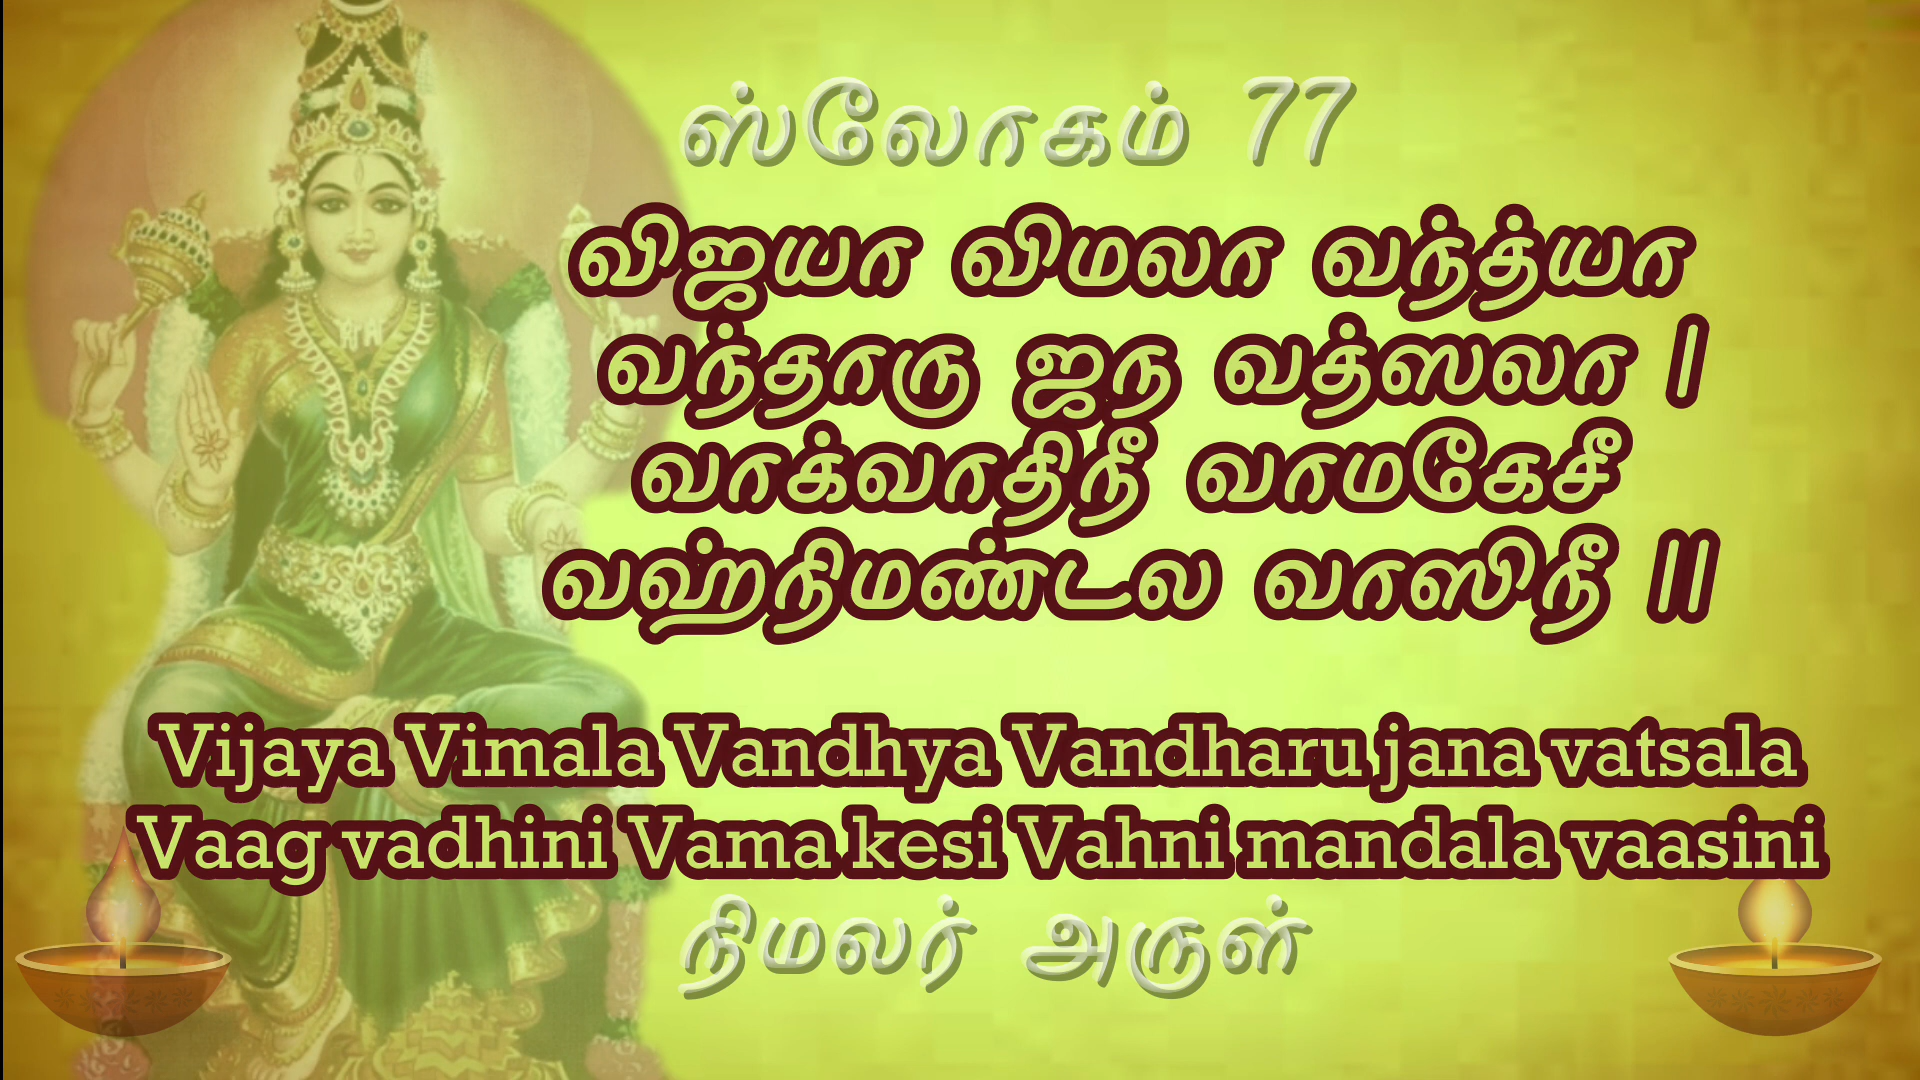 ஸ்லோகம் 77
விஜயா விமலா வந்த்யா
வந்தாரு ஜந வத்ஸலா |
வாக்வாதிநீ வாமகேசீ
வஹ்நிமண்டல வாஸிநீ ||
Vijaya Vimala Vandhya Vandharu jana vatsala
Vaag vadhini Vama kesi Vahni mandala vaasini
நிமலர் அருள்